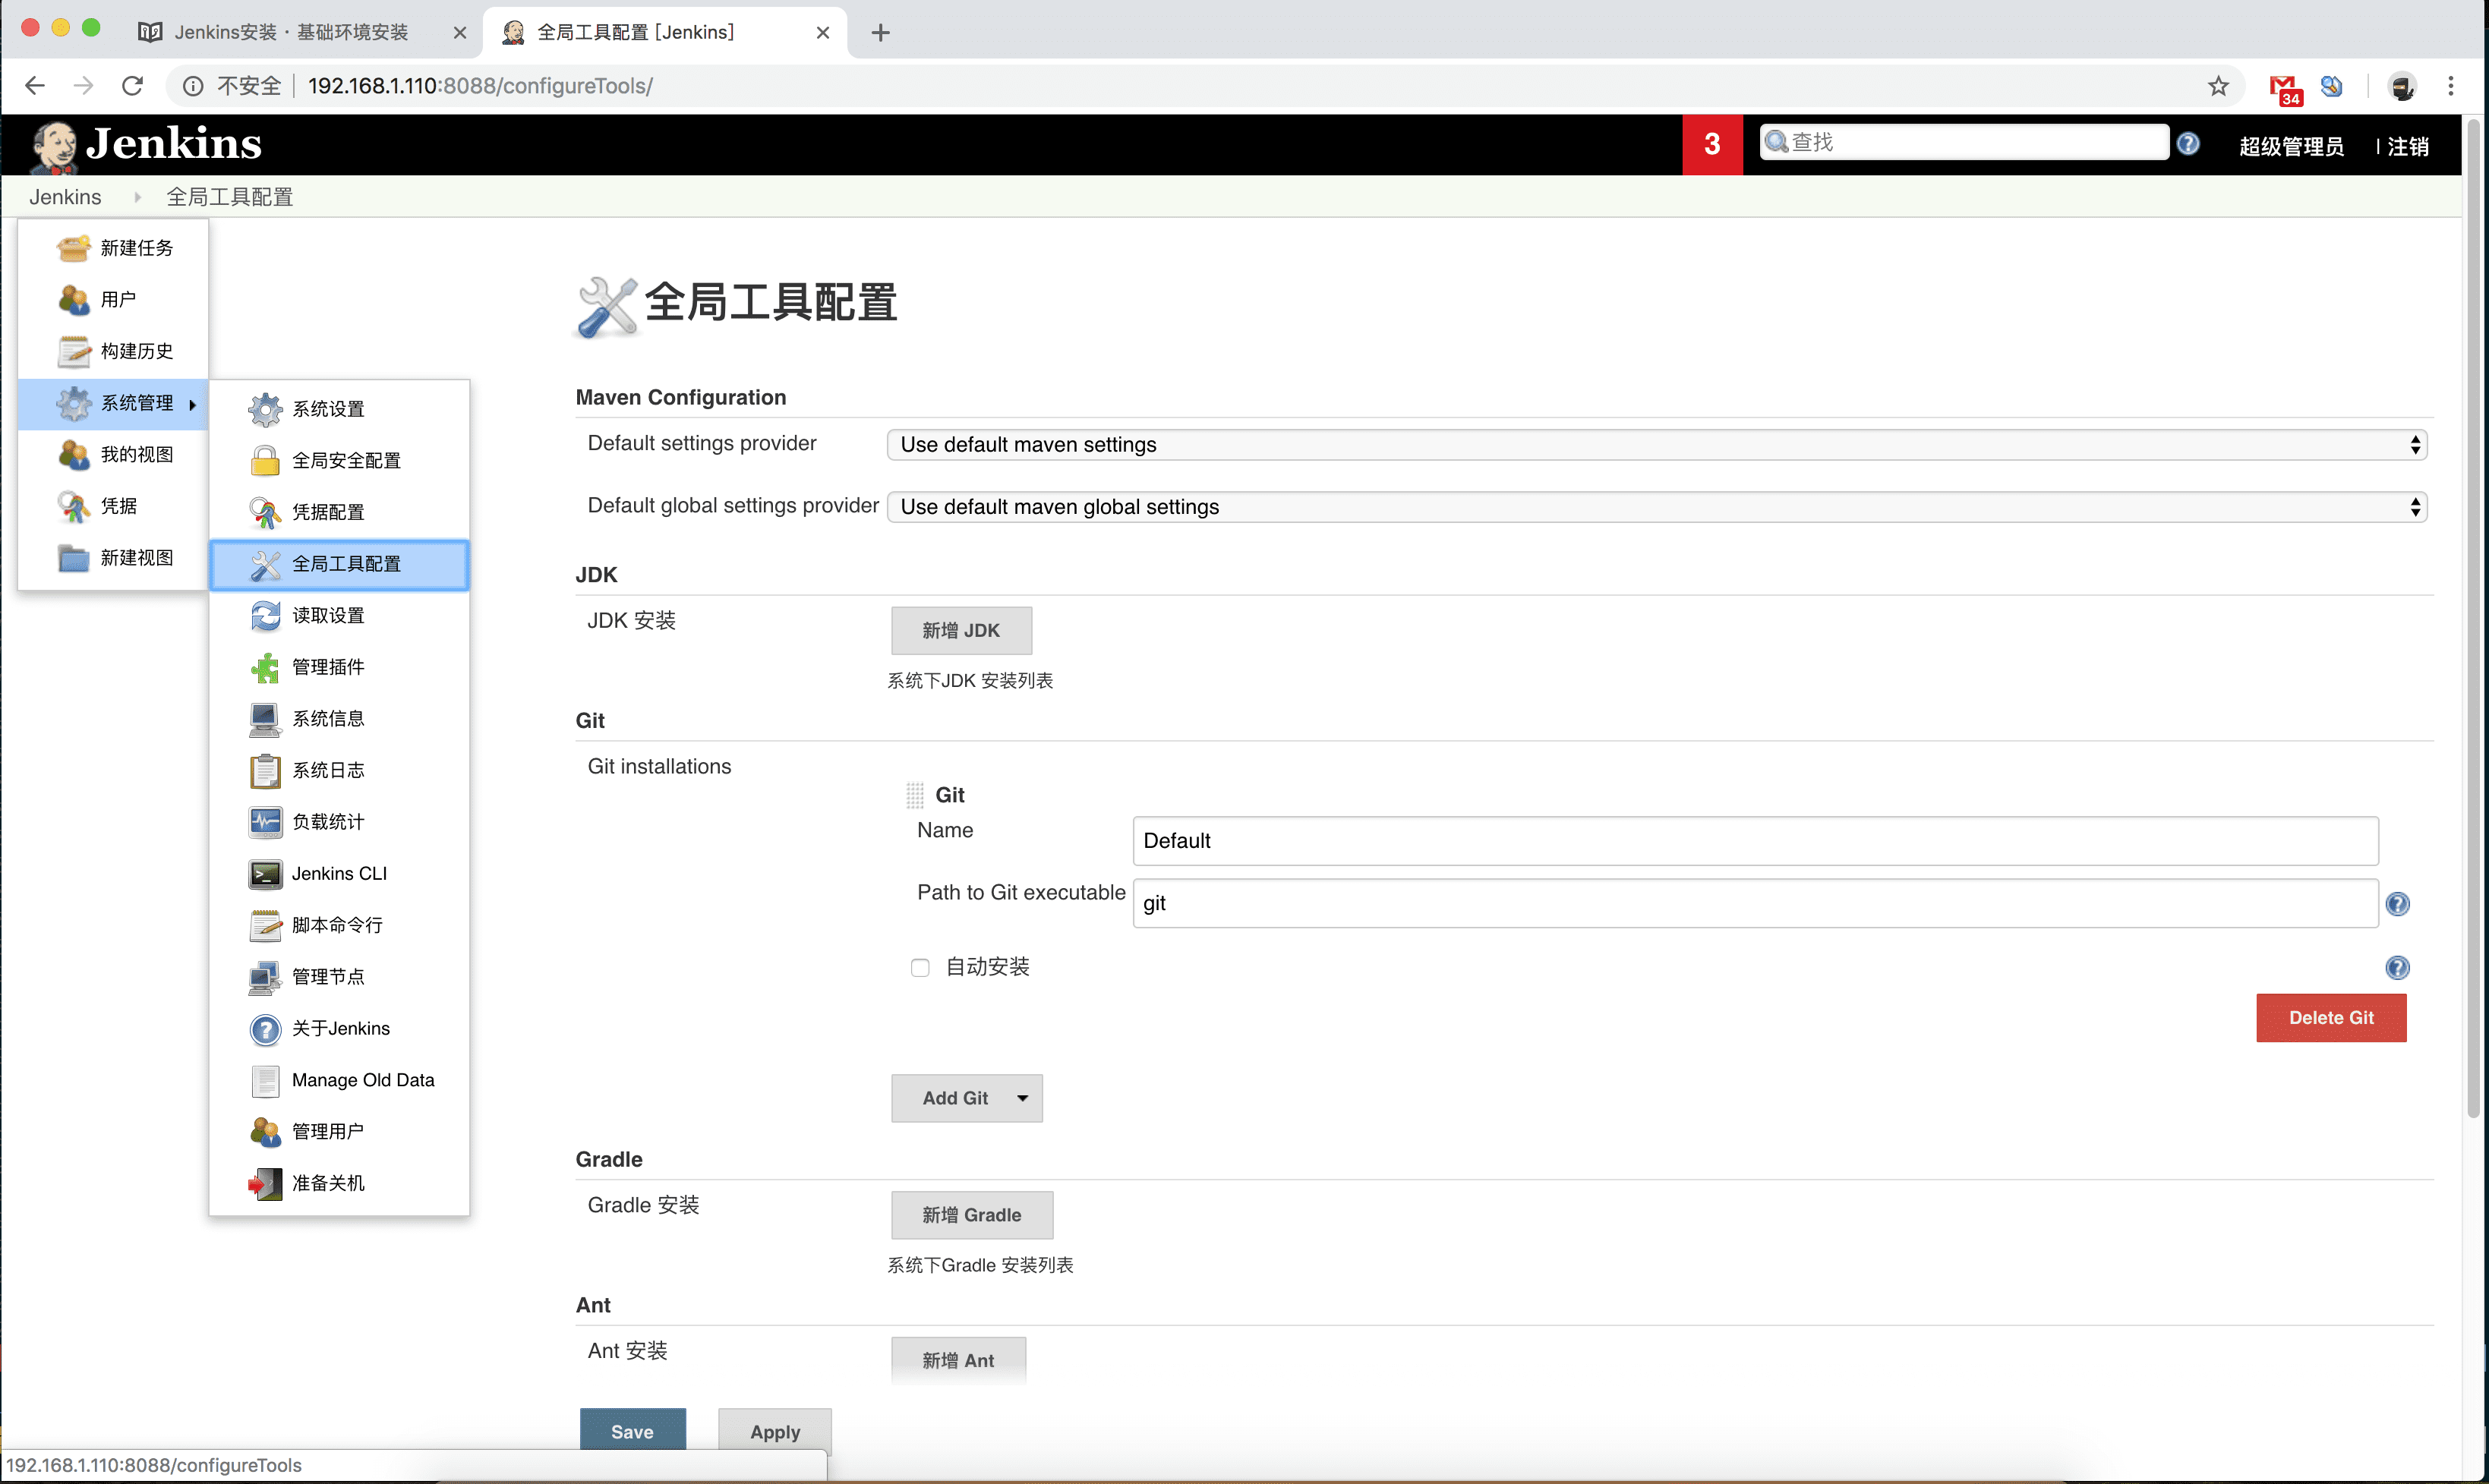 Jenkins安装 · 基础环境安装
全局工具配置 [Jenkins]
不安全
192.168.1.110:8088/configureTools/
34
Jenkins
3
查找
超级管理员
| 注销
Jenkins
全局工具配置
新建任务
用户
构建历史
系统管理
我的视图
凭据
新建视图
系统设置
全局安全配置
凭据配置
全局工具配置
读取设置
管理插件
系统信息
系统日志
负载统计
Jenkins CLI
脚本命令行
管理节点
关于Jenkins
Manage Old Data
管理用户
准备关机
全局工具配置
Maven Configuration
Default settings provider
Use default maven settings
Default global settings provider
Use default maven global settings
JDK
JDK 安装
新增 JDK
系统下JDK 安装列表
Git
Git installations
Git
Name
Default
Path to Git executable
git
自动安装
Delete Git
Add Git
Gradle
Gradle 安装
新增 Gradle
系统下Gradle 安装列表
Ant
Ant 安装
新增 Ant
Save
Apply
192.168.1.110:8088/configureTools